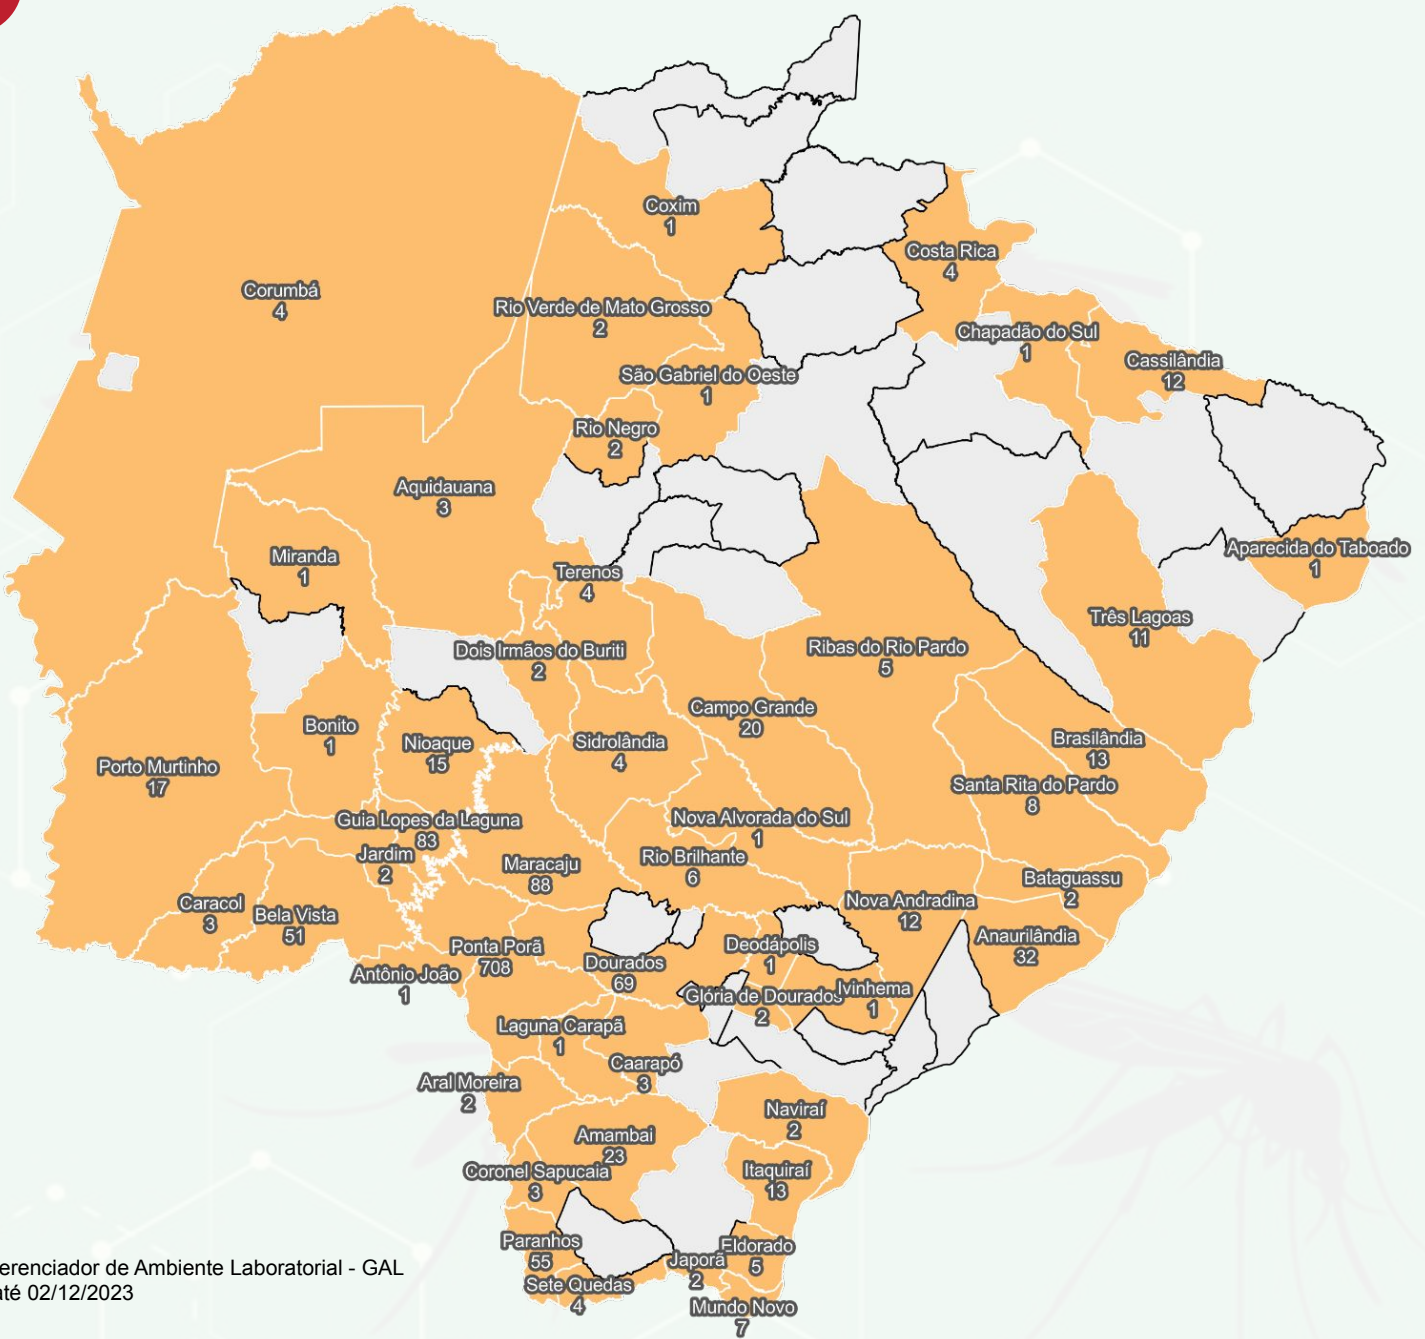 Coxim
1
Costa Rica
4
Corumbá
4
Rio Verde de Mato Grosso
2
Chapadão do Sul
1
Cassilândia
12
São Gabriel do Oeste
1
Rio Negro
2
Aquidauana
3
Miranda
1
Aparecida do Taboado
1
Terenos
4
Três Lagoas
11
Dois Irmãos do Buriti
2
Ribas do Rio Pardo
5
Campo Grande
20
Bonito
1
Nioaque
15
Sidrolândia
4
Brasilândia
13
Porto Murtinho
17
Santa Rita do Pardo
8
Guia Lopes da Laguna
83
Nova Alvorada do Sul
1
Jardim
2
Maracaju
88
Rio Brilhante
6
Bataguassu
2
Caracol
3
Bela Vista
51
Nova Andradina
12
Anaurilândia
32
Ponta Porã
708
Deodápolis
1
Antônio João
1
Dourados
69
Glória de Dourados
2
Ivinhema
1
Laguna Carapã
1
Caarapó
3
Aral Moreira
2
Naviraí
2
Amambai
23
Coronel Sapucaia
3
Itaquiraí
13
Paranhos
55
Eldorado
5
Japorã
2
Sete Quedas
4
Mundo Novo
7
erenciador de Ambiente Laboratorial - GAL
até 02/12/2023